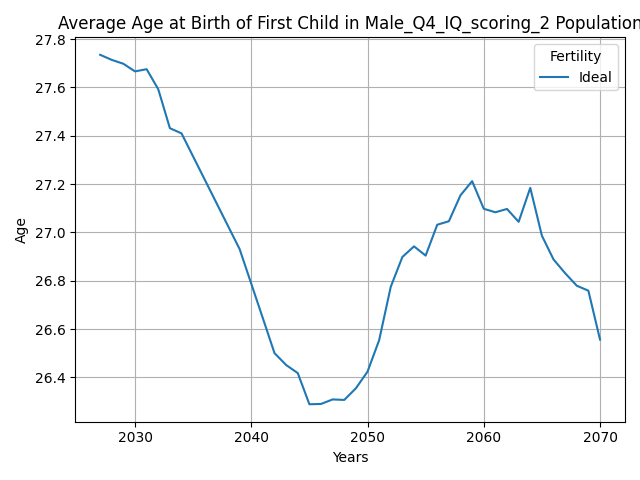 Average Age at Birth of First Child in Male_Q4_IQ_scoring_2 Population
27.8
27.6
27.4
27.2
27.0
26.8
26.6
26.4
Age
Fertility
Ideal
2030 2040 2050 2060 2070
Years